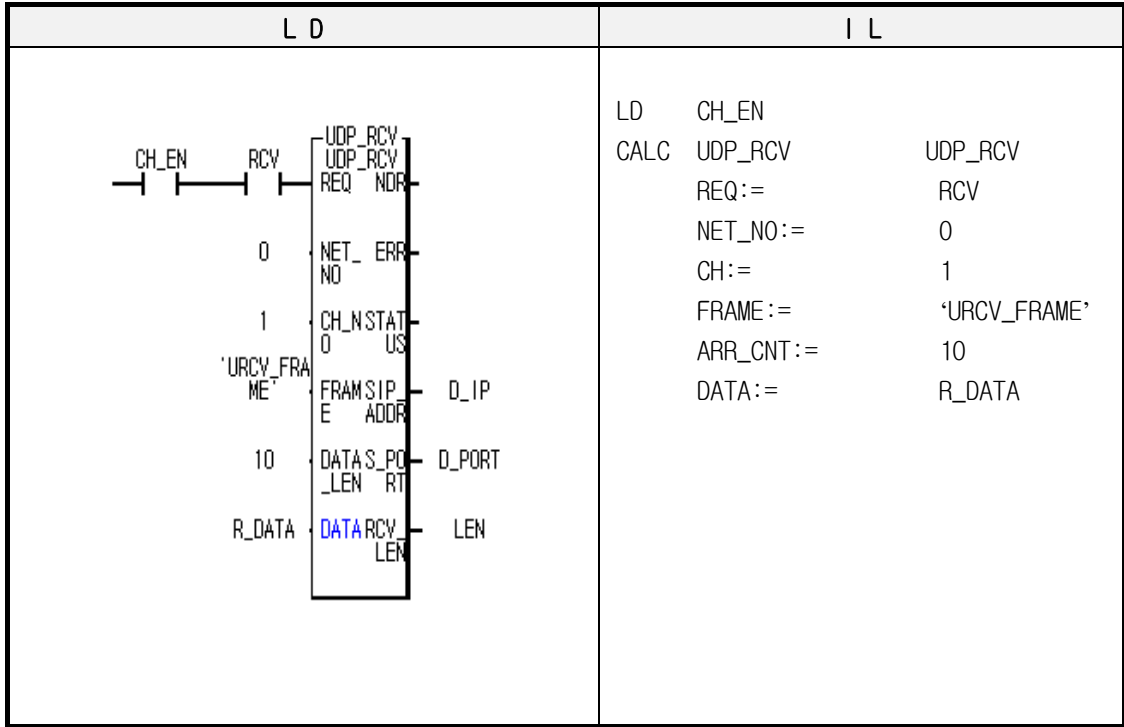 L D
I L
UDP_RCV
CH_EN RCV UDP_RCV
REQ NDR
0 NET_ ERR
NO
1 CH_N STAT
O US
'URCV_FRA
ME' FRAM SIP_ D_IP
E ADDR
10 DATA S_PO D_PORT
_LEN RT
R_DATA DATA RCV_ LEN
LEN
LD CH_EN
CALC UDP_RCV UDP_RCV
REQ:= RCV
NET_NO:= 0
CH:= 1
FRAME:= ‘URCV_FRAME’
ARR_CNT:= 10
DATA:= R_DATA